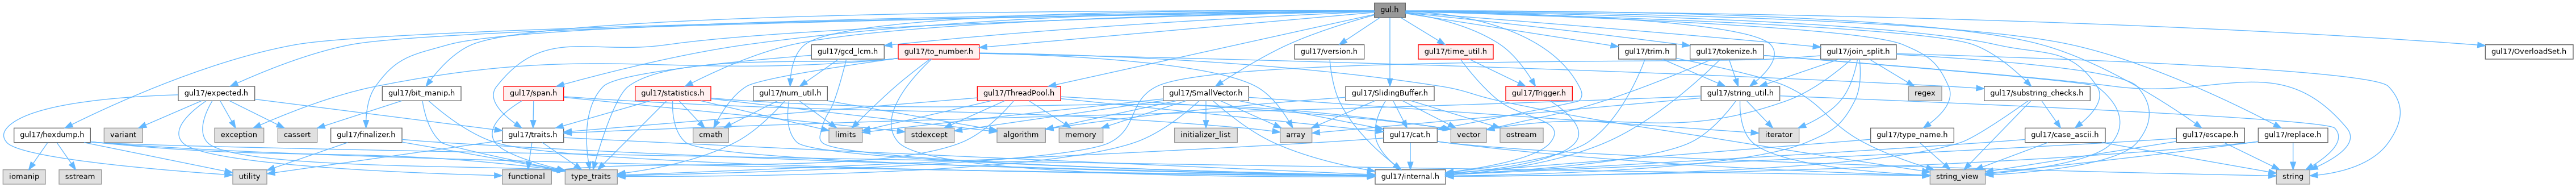 gul.h
gul17/gcd_lcm.h
gul17/to_number.h
gul17/version.h
gul17/time_util.h
gul17/trim.h
gul17/tokenize.h
gul17/join_split.h
gul17/OverloadSet.h
gul17/expected.h
gul17/bit_manip.h
gul17/span.h
gul17/statistics.h
gul17/num_util.h
gul17/ThreadPool.h
gul17/SmallVector.h
gul17/SlidingBuffer.h
gul17/Trigger.h
gul17/string_util.h
regex
gul17/substring_checks.h
gul17/hexdump.h
variant
exception
cassert
gul17/finalizer.h
gul17/traits.h
cmath
limits
stdexcept
algorithm
memory
initializer_list
array
gul17/cat.h
vector
ostream
iterator
gul17/type_name.h
gul17/case_ascii.h
gul17/escape.h
gul17/replace.h
iomanip
sstream
utility
functional
type_traits
gul17/internal.h
string_view
string